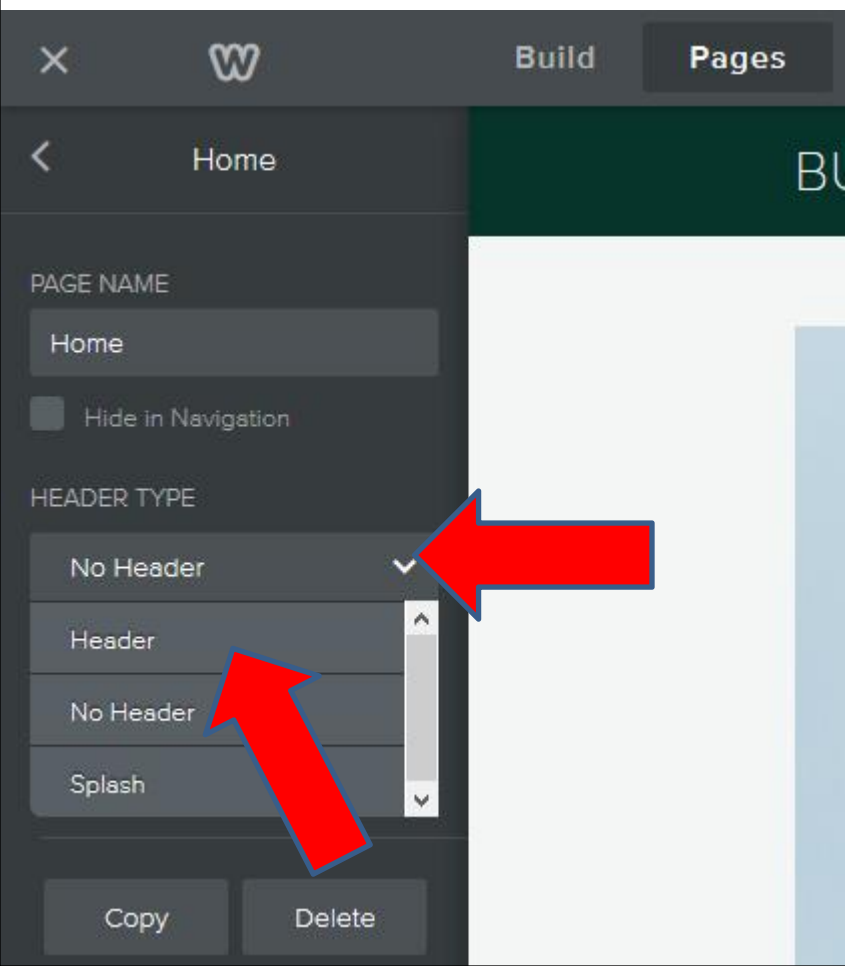 Build Pages
Home
BU
PAGE NAME
Home
Hide in Navigation
HEADER TYPE
No Header
Header
No Header
Splash
Copy Delete